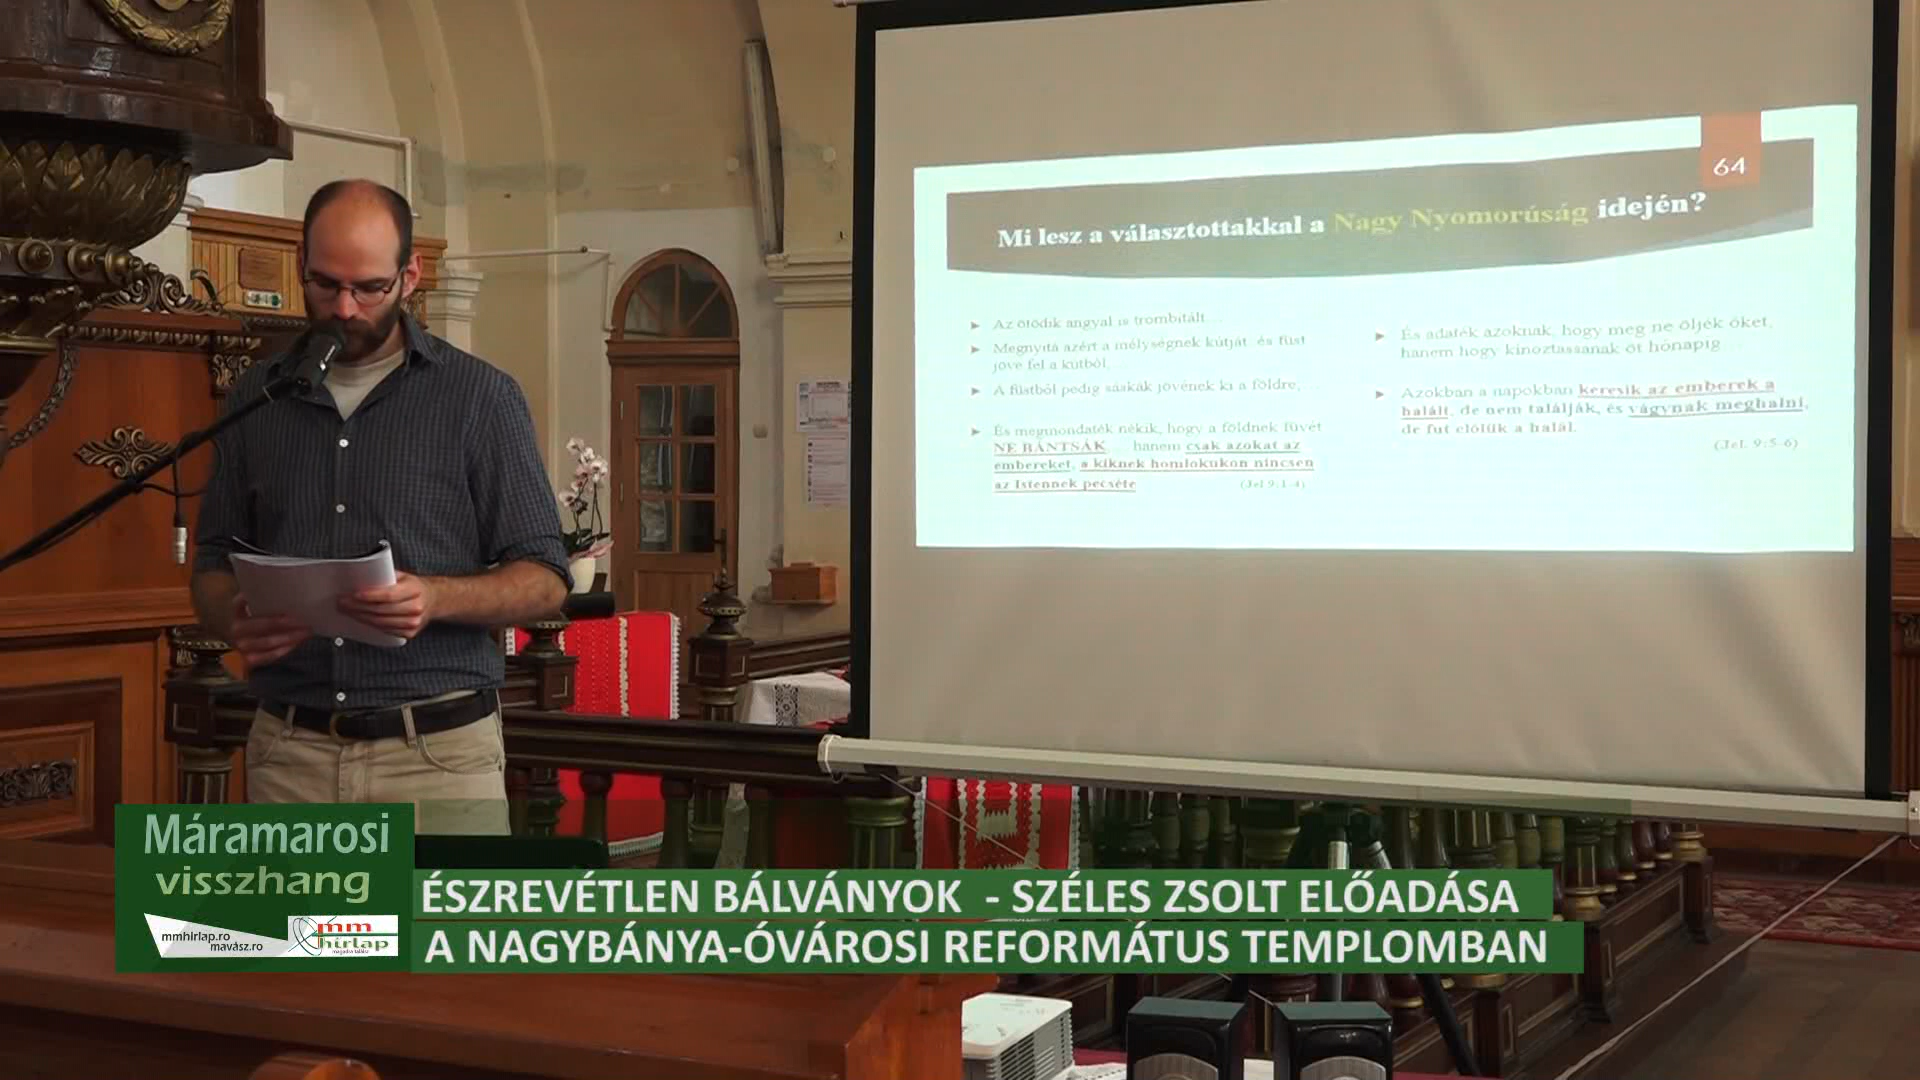 64
Mi lesz a választottakkal a Nagy Nyomorúság idején?
Az ötödik angyal is trombitált...
Megnyitá azért a mélységnek kútját, és füst
jöve fel a kútból...
A füstből pedig sáskák jövének ki a földre,...
És megmondaték nékik, hogy a földnek füvét
NE BÁNTSÁK, hanem csak azokat az
embereket, a kiknek homlokukon nincsen
az Istennek pecséte
(Jel 9:1-4)
És adaték azoknak, hogy meg ne öljék őket,
hanem hogy kínoztassanak öt hónapig...
Azokban a napokban keresik az emberek a
halált, de nem találják, és vágynak meghalni,
de fut előlük a halál.
(Jel. 9:5-6)
Máramarosi
visszhang
mmhirlap.ro
mavász.ro
mm
hírlap
ÉSZREVÉTLEN BÁLVÁNYOK - SZÉLES ZSOLT ELŐADÁSA
A NAGYBÁNYA-ÓVÁROSI REFORMÁTUS TEMPLOMBAN